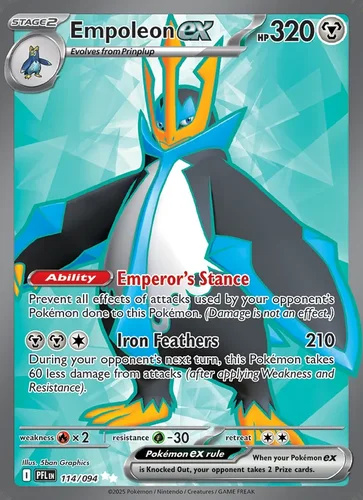 STAGE2 Empoleon ex HP 320
Evolves from Prinplup
Ability Emperor's Stance
Prevent all effects of attacks used by your opponent's
Pokémon done to this Pokémon. (Damage is not an effect.)
Iron Feathers 210
During your opponent's next turn, this Pokémon takes
60 less damage from attacks (after applying Weakness and
Resistance).
weakness ×2 resistance -30 retreat
Pokémon ex rule When your Pokémon ex
is Knocked Out, your opponent takes 2 Prize cards.
Illus. 5ban Graphics
I PFL EN 114/094
©2025 Pokémon / Nintendo / Creatures / GAME FREAK